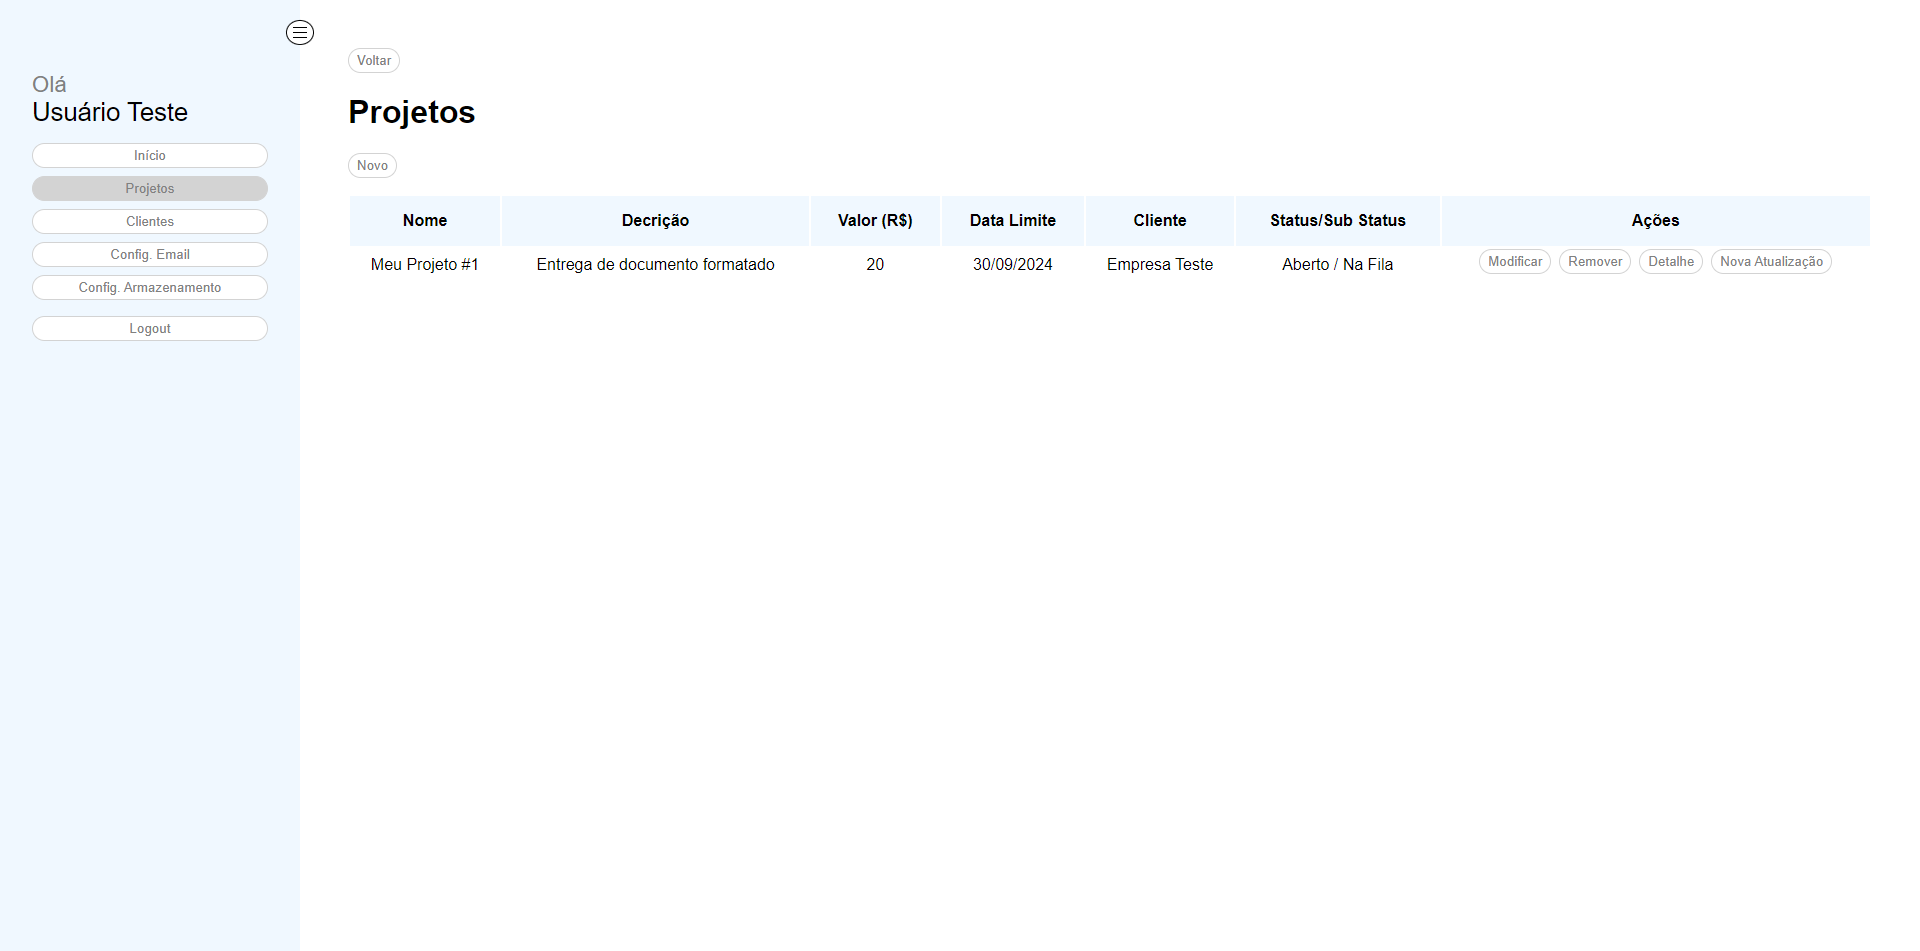 Olá
Usuário Teste
Início
Projetos
Clientes
Config. Email
Config. Armazenamento
Logout
Voltar
Projetos
Novo
Nome Decrição Valor (R$) Data Limite Cliente Status/Sub Status Ações
Meu Projeto #1 Entrega de documento formatado 20 30/09/2024 Empresa Teste Aberto / Na Fila Modificar Remover Detalhe Nova Atualização